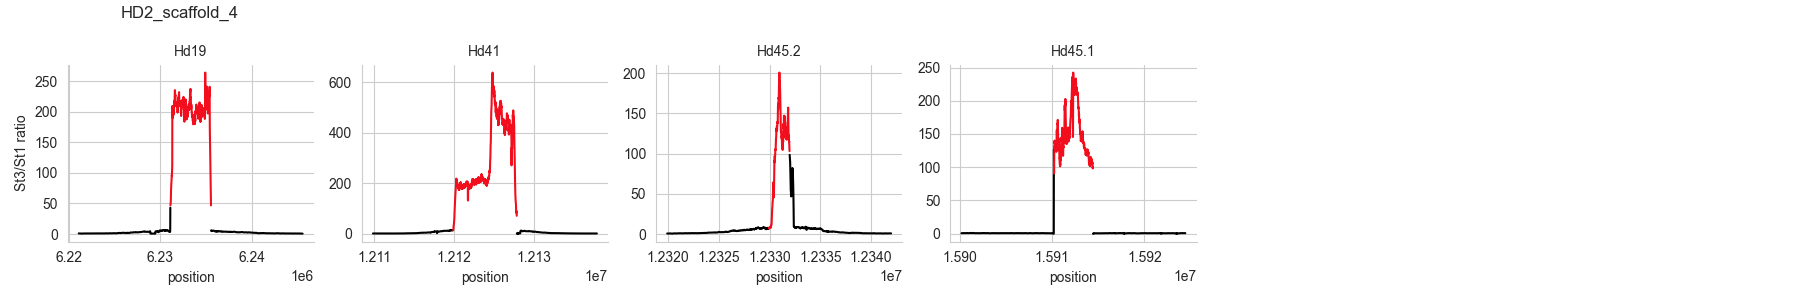 HD2_scaffold_4
Hd19
Hd41
Hd45.2
Hd45.1
St3/St1 ratio
250
200
150
100
50
0
6.22
6.23
6.24
position
1e6
600
400
200
0
1.211
1.212
1.213
position
1e7
200
150
100
50
0
1.2320
1.2325
1.2330
1.2335
1.2340
position
1e7
250
200
150
100
50
0
1.590
1.591
1.592
position
1e7